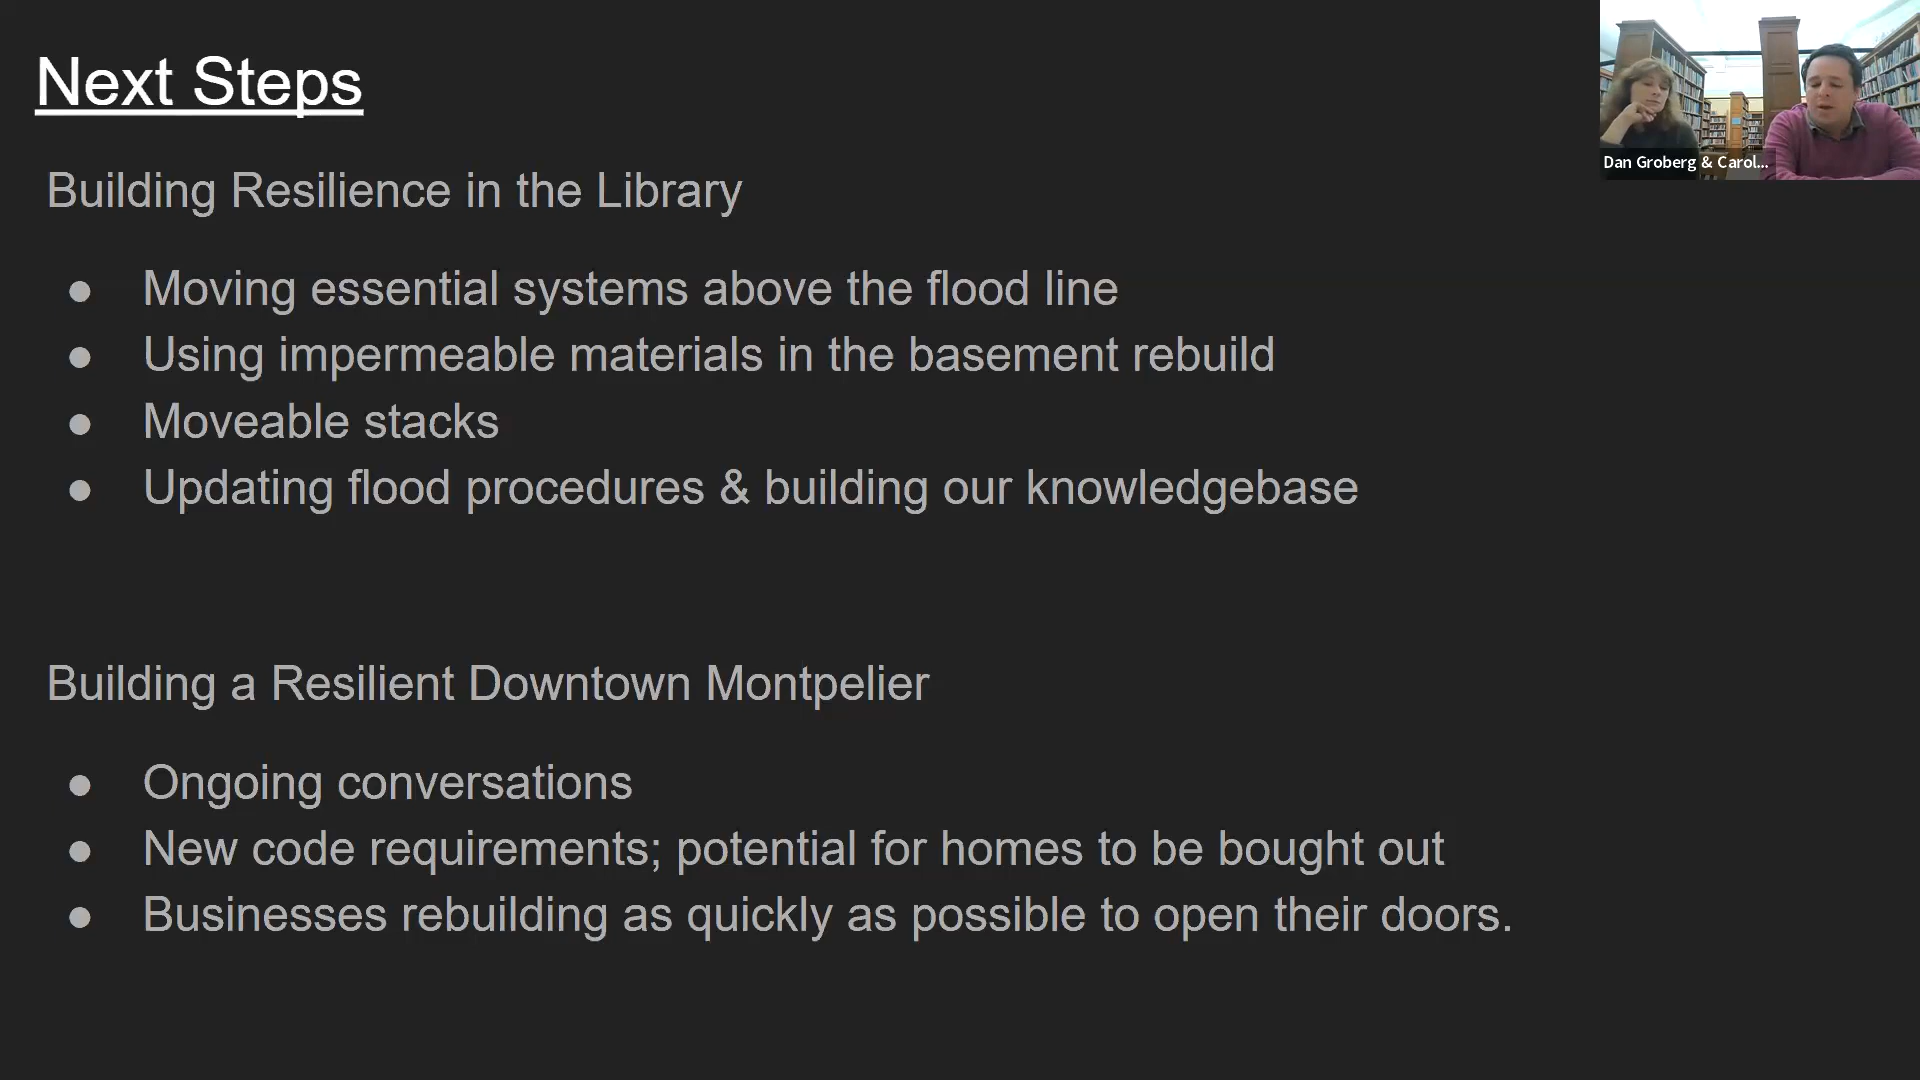 Next Steps
Dan Groberg & Carol...
Building Resilience in the Library
● Moving essential systems above the flood line
● Using impermeable materials in the basement rebuild
● Moveable stacks
● Updating flood procedures & building our knowledgebase
Building a Resilient Downtown Montpelier
● Ongoing conversations
● New code requirements; potential for homes to be bought out
● Businesses rebuilding as quickly as possible to open their doors.